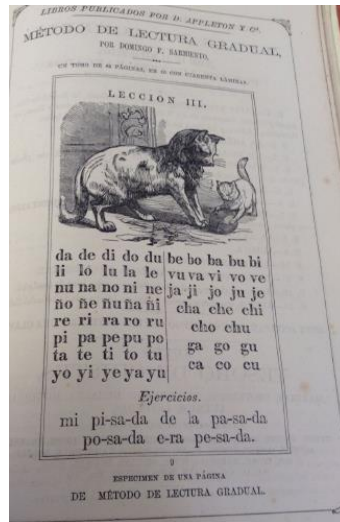 LIBROS PUBLICADOS POR D. APPLETON Y Cª.
MÉTODO DE LECTURA GRADUAL,
POR DOMINGO F. SARMIENTO,
UN TOMO DE 64 PÁGINAS, EN 12 CON CUARENTA LÁMINAS.
LECCION III.
da de di do du be bo ba bu bi
li lo lu la le vu va vi vo ve
nu na no ni ne ja ji jo ju je
ño ñe ñu ña ñi cha che chi
re ri ra ro ru cho chu
pi pa pe pu po ga go gu
ta te ti to tu ca co cu
yo yi ye ya yu
Ejercicios.
mi pi-sa-da de la pa-sa-da
po-sa-da e-ra pe-sa-da.
9
ESPECIMEN DE UNA PÁGINA
DE MÉTODO DE LECTURA GRADUAL.